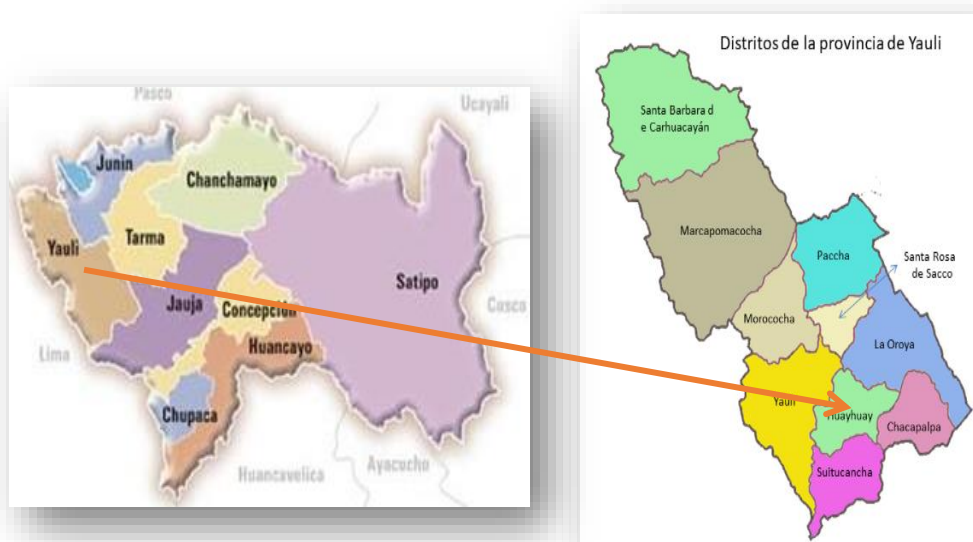 Distritos de la provincia de Yauli
Pasco
Ucayali
Junín
Chanchamayo
Yauli
Tarma
Satipo
Jauja
Concepción
Cusco
Lima
Huancayo
Chupaca
Ayacucho
Huancavelica
Santa Barbara d
e Carhuacayán
Marcapomacocha
Paccha
Santa Rosa
de Sacco
Morococha
La Oroya
Yauli
Huayhuay
Chacapalpa
Suitucancha